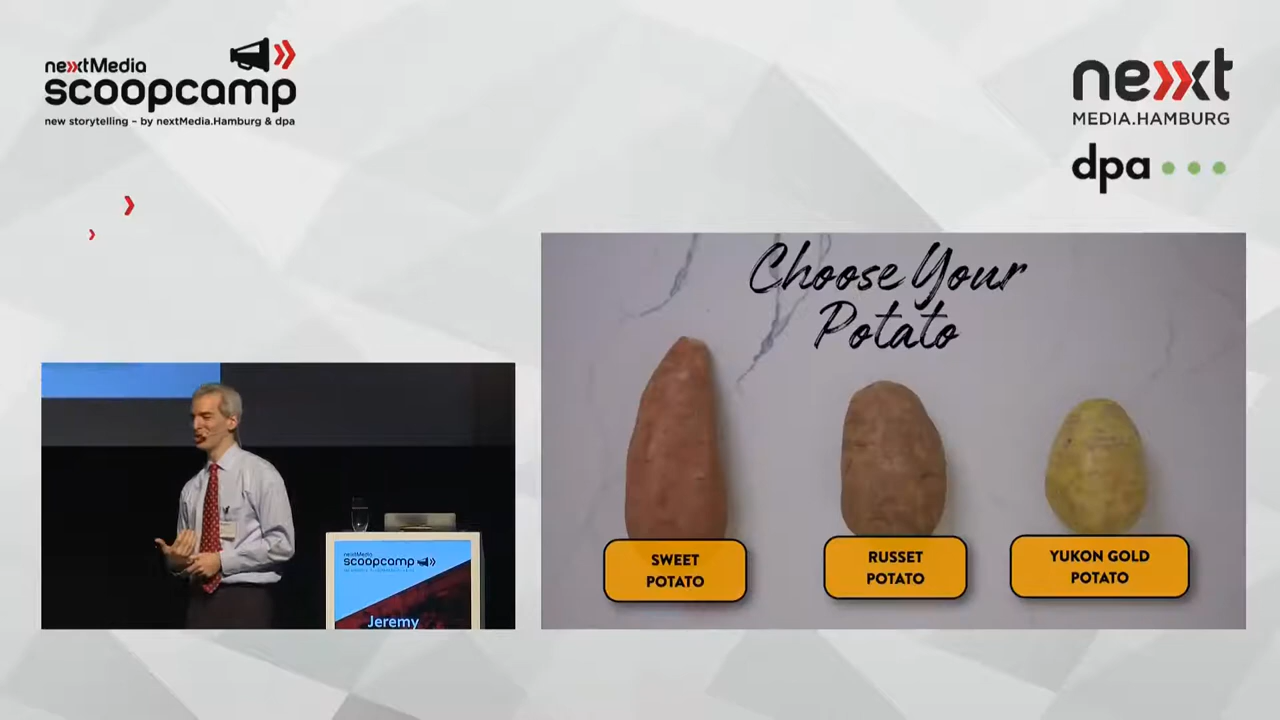 nextMedia
scoopcamp
new storytelling – by nextMedia.Hamburg & dpa
next
MEDIA.HAMBURG
dpa
Choose Your
Potato
SWEET
POTATO
RUSSET
POTATO
YUKON GOLD
POTATO
nextMedia
scoopcamp
Jeremy